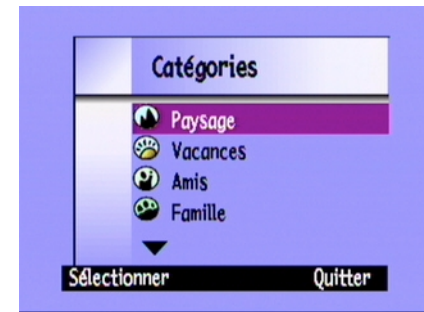 Catégories
Paysage
Vacances
Amis
Famille
Sélectionner Quitter